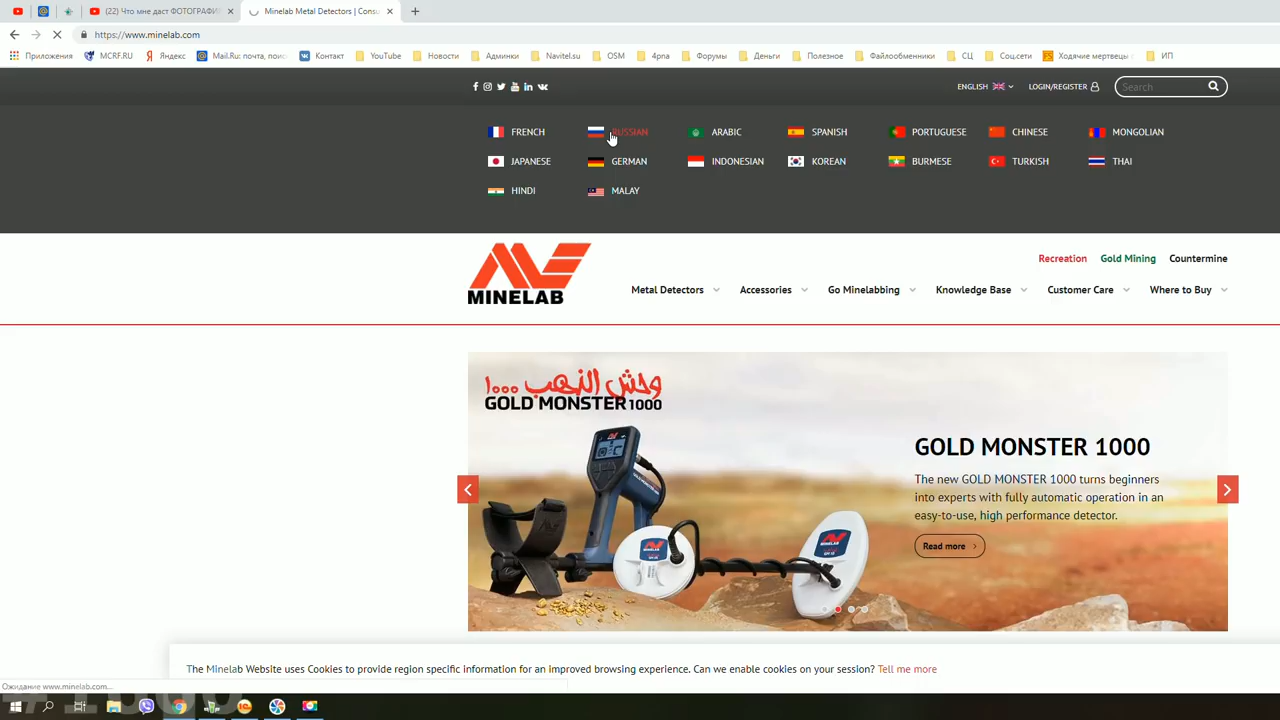 (22) Что мне даст ФОТОГРАФИ
Minelab Metal Detectors | Consu
https://www.minelab.com
Приложения MCRF.RU Яндекс Mail.Ru: почта, поис Контакт YouTube Новости Админки Navitel.su OSM 4pna Форумы Деньги Полезное Файлообменники СЦ Соц.сети Ходячие мертвецы ИП
ENGLISH LOGIN/REGISTER Search
FRENCH RUSSIAN ARABIC SPANISH PORTUGUESE CHINESE MONGOLIAN
JAPANESE GERMAN INDONESIAN KOREAN BURMESE TURKISH THAI
HINDI MALAY
Recreation Gold Mining Countermine
MINELAB
Metal Detectors Accessories Go Minelabbing Knowledge Base Customer Care Where to Buy
وحش الذهب ١٠٠٠
GOLD MONSTER 1000
GOLD MONSTER 1000
The new GOLD MONSTER 1000 turns beginners
into experts with fully automatic operation in an
easy-to-use, high performance detector.
Read more
The Minelab Website uses Cookies to provide region specific information for an improved browsing experience. Can we enable cookies on your session? Tell me more
Ожидание www.minelab.com...